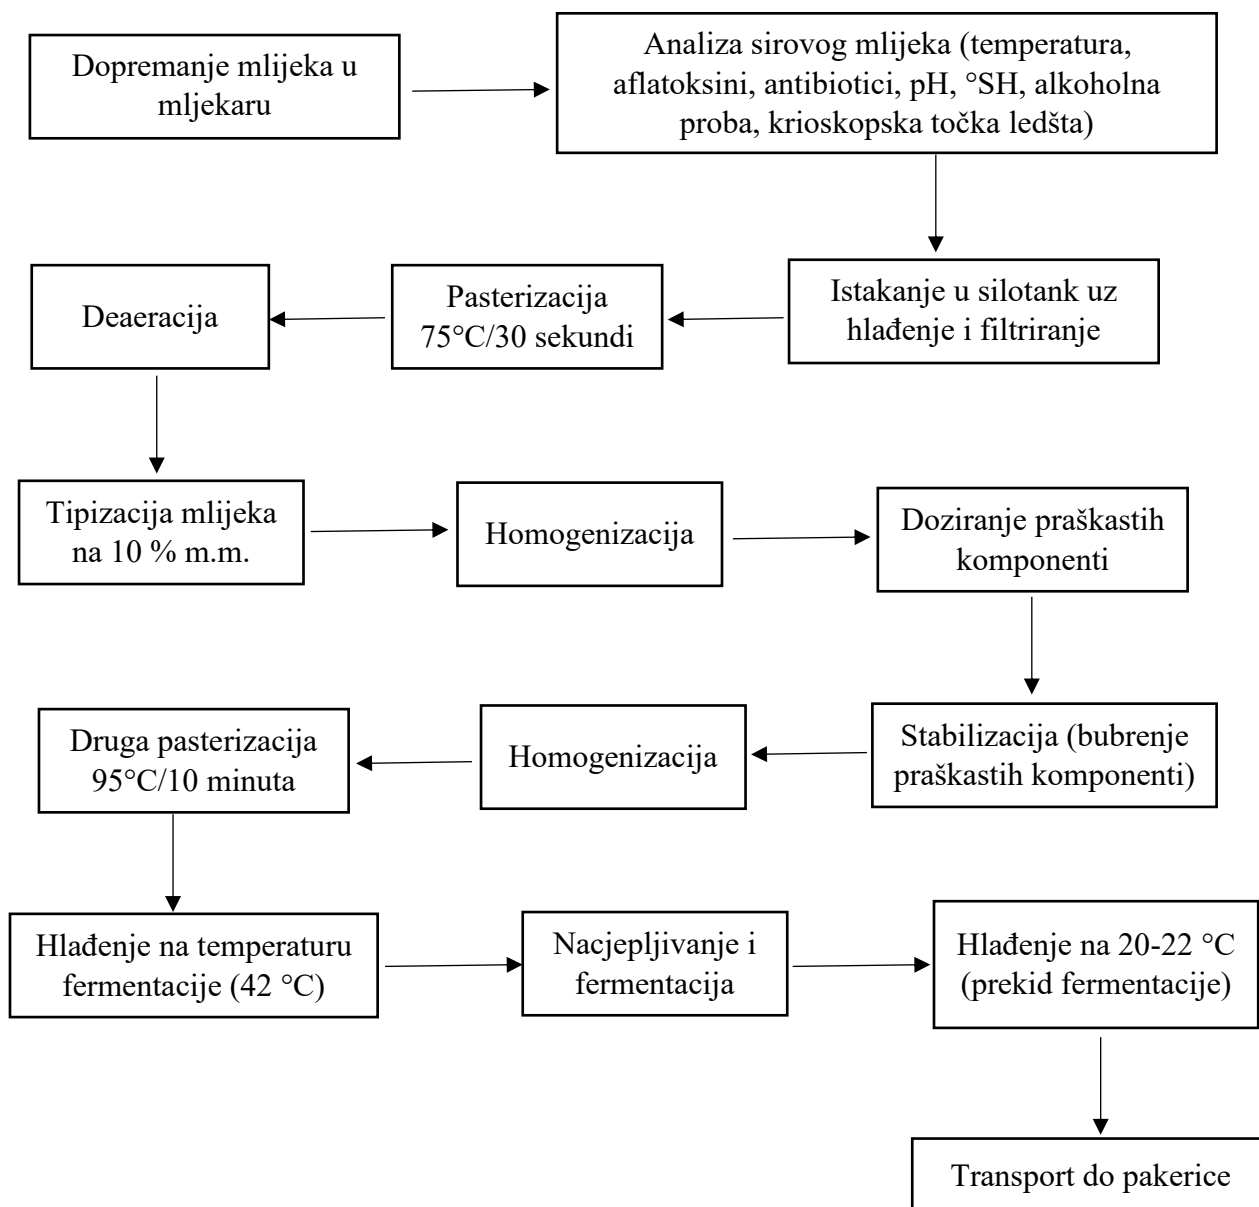 Dopremanje mlijeka u
mljekaru
Analiza sirovog mlijeka (temperatura,
aflatoksini, antibiotici, pH, °SH, alkoholna
proba, krioskopska točka ledšta)
Istakanje u silotank uz
hlađenje i filtriranje
Pasterizacija
75°C/30 sekundi
Deaeracija
Tipizacija mlijeka
na 10 % m.m.
Homogenizacija
Doziranje praškastih
komponenti
Stabilizacija (bubrenje
praškastih komponenti)
Homogenizacija
Druga pasterizacija
95°C/10 minuta
Hlađenje na temperaturu
fermentacije (42 °C)
Nacjepljivanje i
fermentacija
Hlađenje na 20-22 °C
(prekid fermentacije)
Transport do pakerice